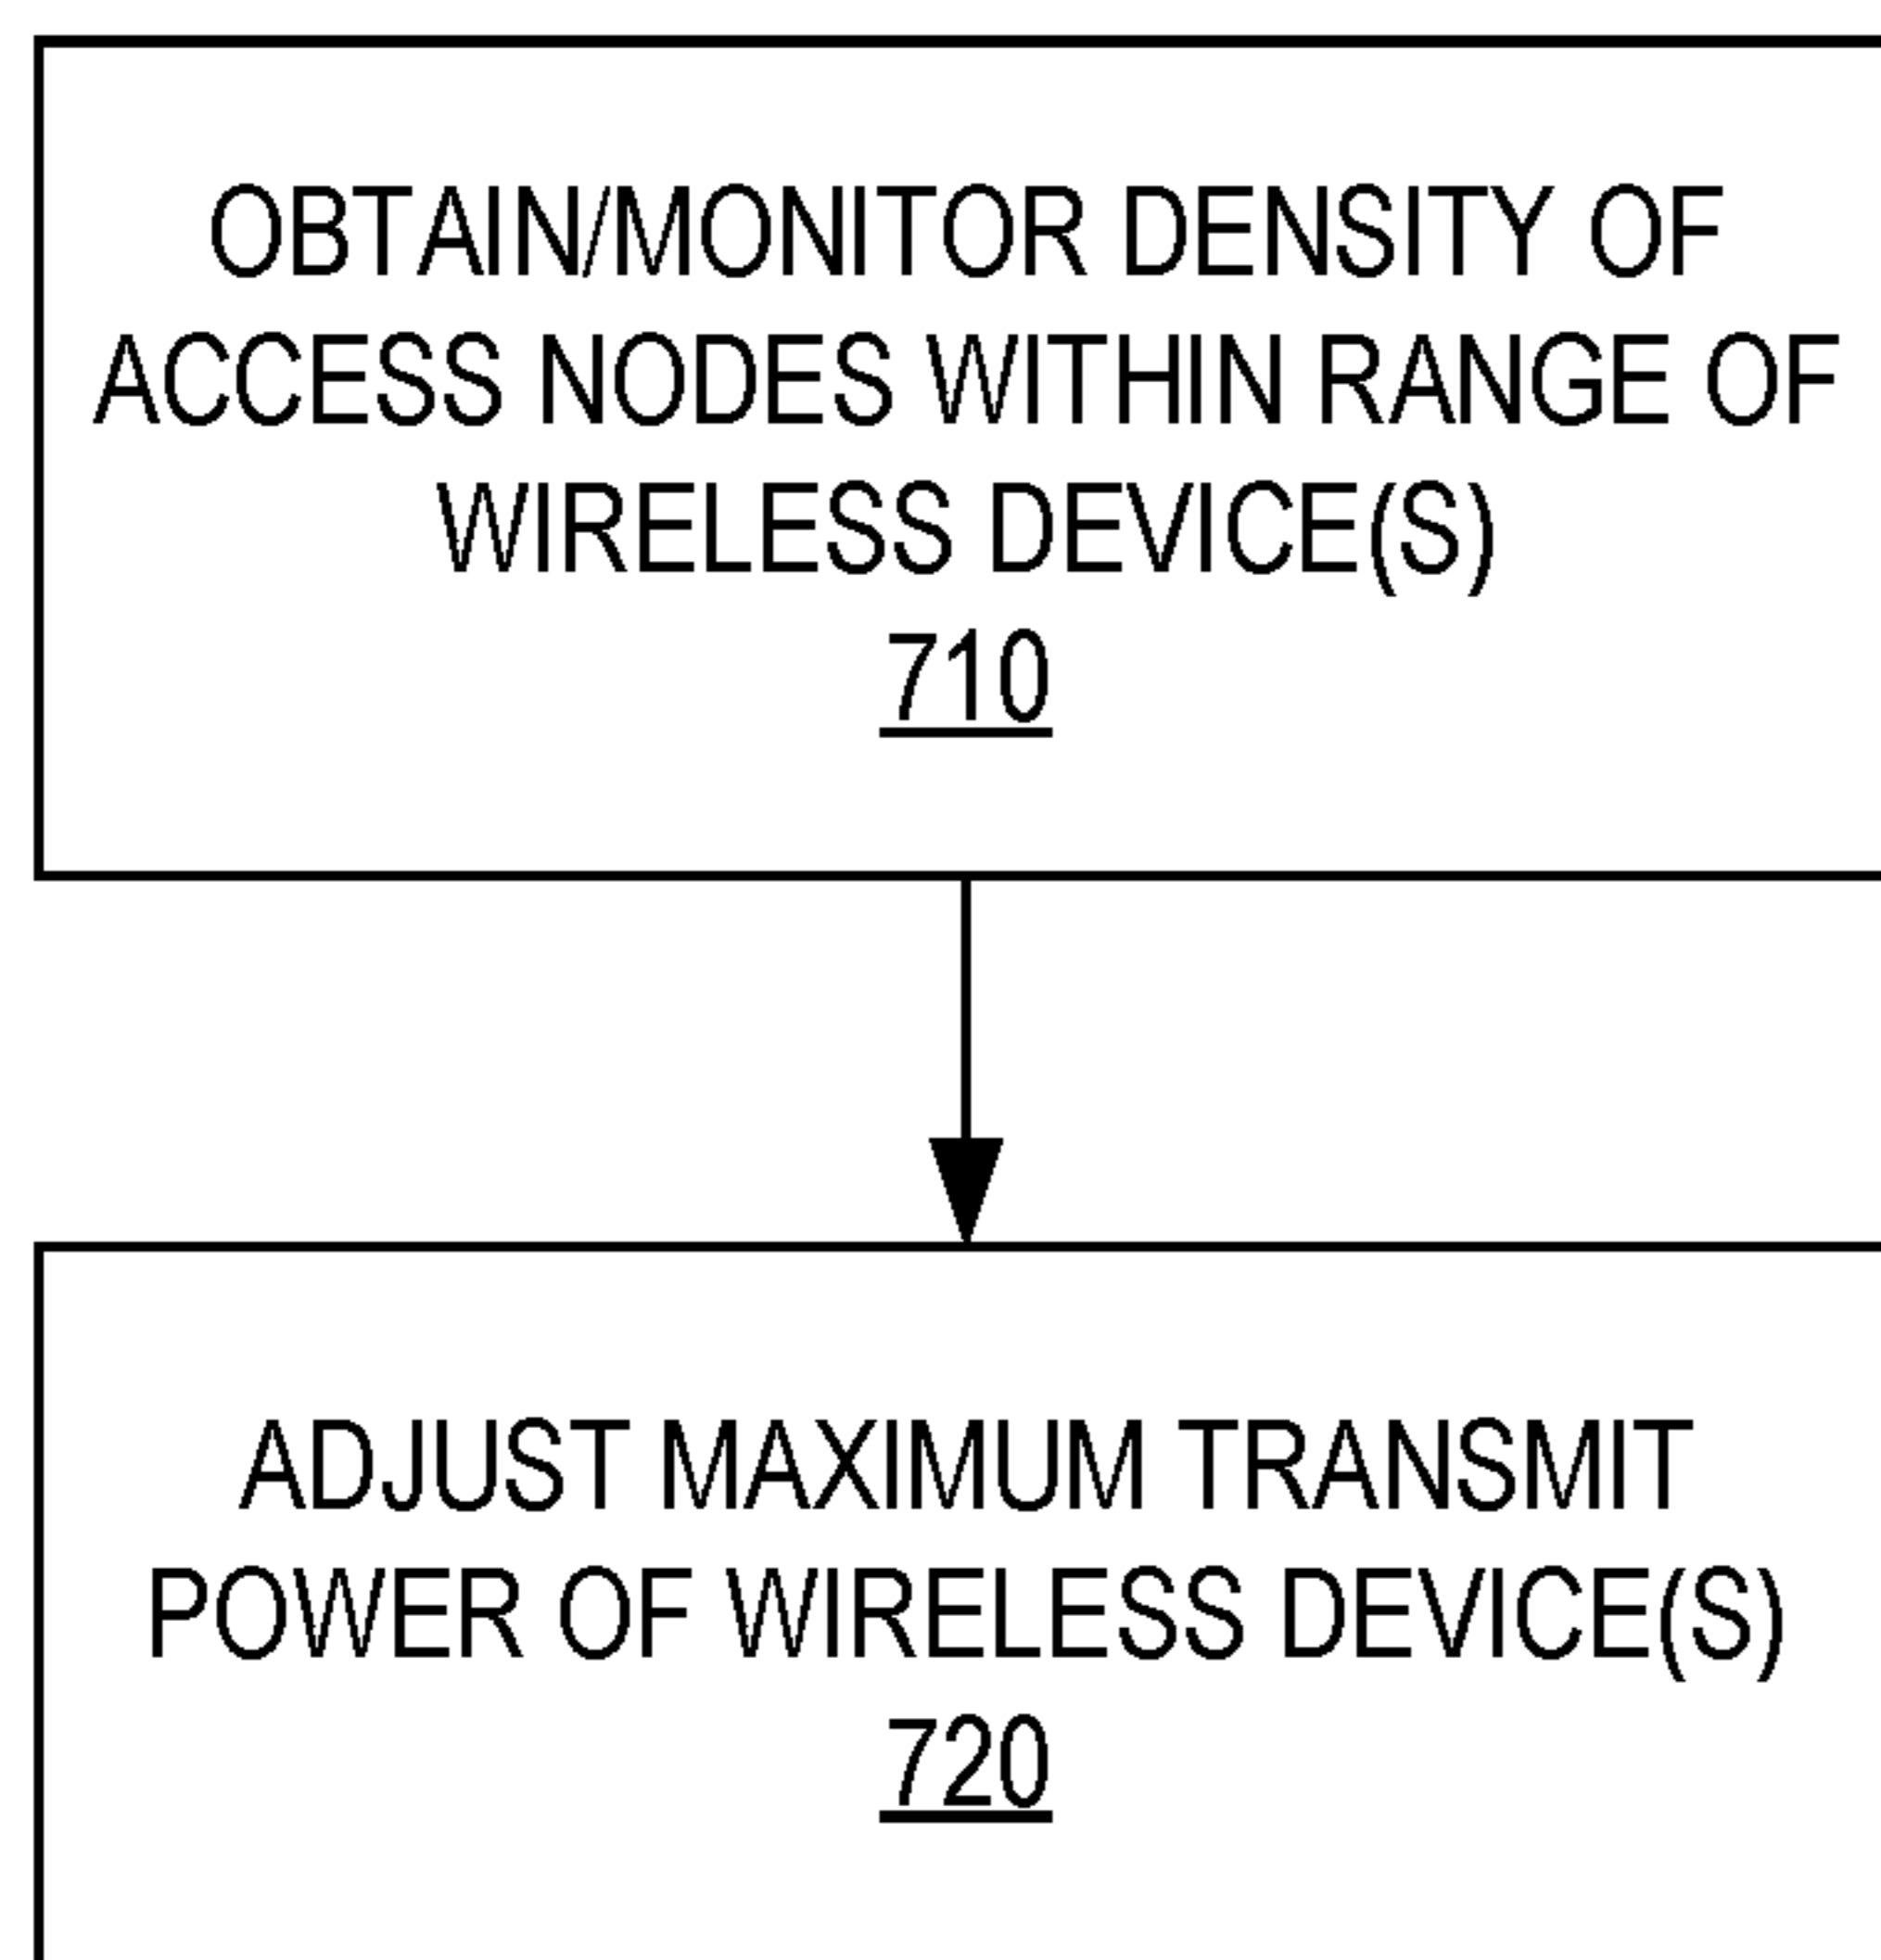 OBTAIN/MONITOR DENSITY OF
ACCESS NODES WITHIN RANGE OF
WIRELESS DEVICE(S)
710
ADJUST MAXIMUM TRANSMIT
POWER OF WIRELESS DEVICE(S)
720